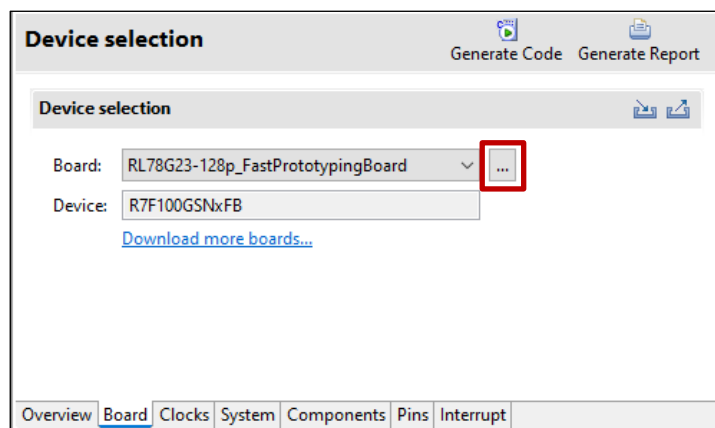 Device selection
Generate Code Generate Report
Device selection
Board: RL78G23-128p_FastPrototypingBoard ...
Device: R7F100GSNxFB
Download more boards...
Overview Board Clocks System Components Pins Interrupt